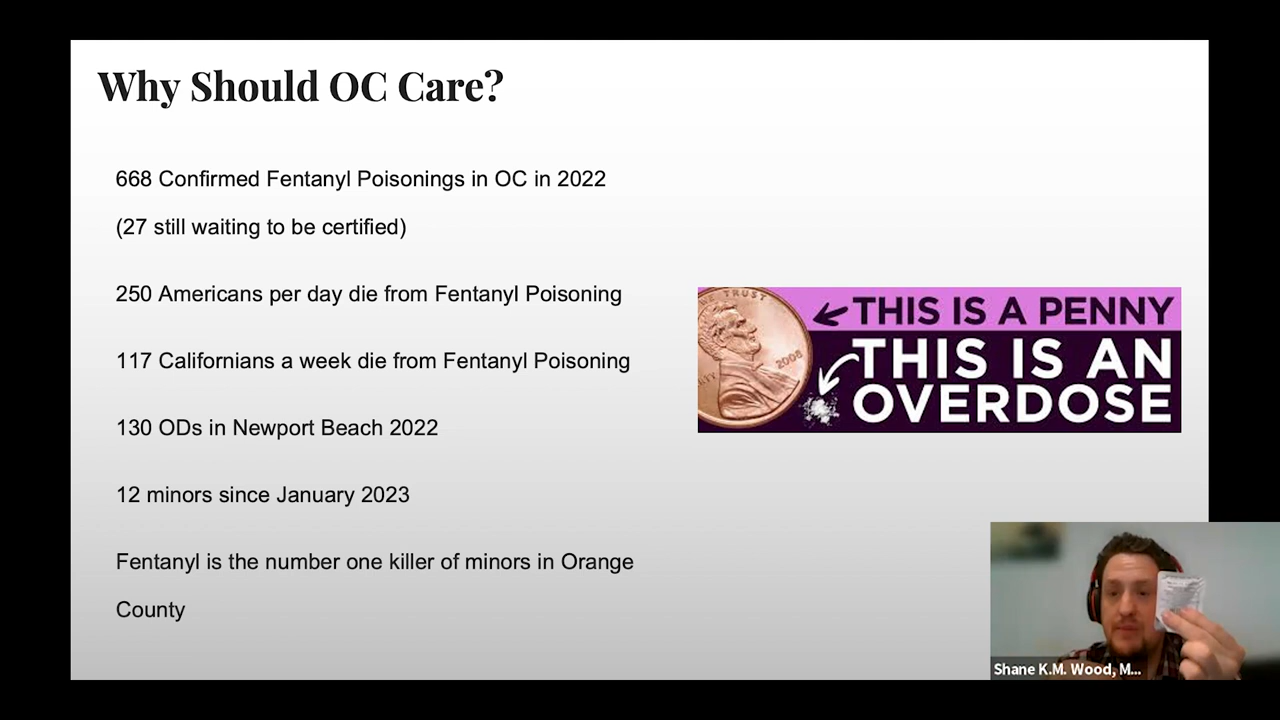 Why Should OC Care?
668 Confirmed Fentanyl Poisonings in OC in 2022
(27 still waiting to be certified)
250 Americans per day die from Fentanyl Poisoning
117 Californians a week die from Fentanyl Poisoning
130 ODs in Newport Beach 2022
12 minors since January 2023
Fentanyl is the number one killer of minors in Orange
County
WE TRUST
2008
THIS IS A PENNY
THIS IS AN
OVERDOSE
Shane K.M. Wood, M...